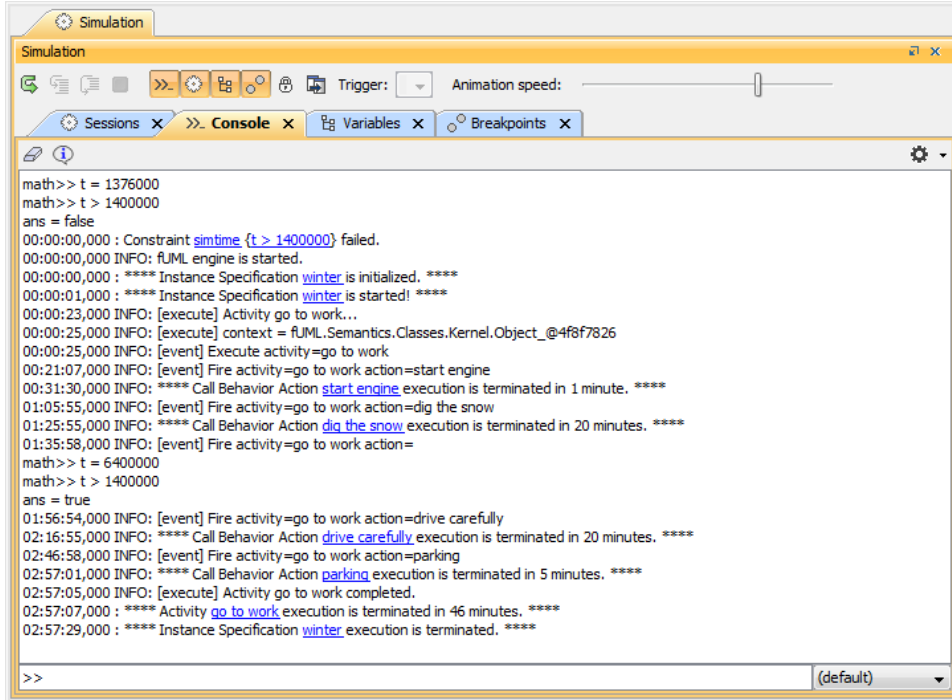 Simulation
Simulation
Trigger: Animation speed:
Sessions Console Variables Breakpoints
math>> t = 1376000
math>> t > 1400000
ans = false
00:00:00,000 : Constraint simtime {t > 1400000} failed.
00:00:00,000 INFO: fUML engine is started.
00:00:00,000 : **** Instance Specification winter is initialized. ****
00:00:01,000 : **** Instance Specification winter is started! ****
00:00:23,000 INFO: [execute] Activity go to work...
00:00:25,000 INFO: [execute] context = fUML.Semantics.Classes.Kernel.Object_@4f8f7826
00:00:25,000 INFO: [event] Execute activity=go to work
00:21:07,000 INFO: [event] Fire activity=go to work action=start engine
00:31:30,000 INFO: **** Call Behavior Action start engine execution is terminated in 1 minute. ****
01:05:55,000 INFO: [event] Fire activity=go to work action=dig the snow
01:25:55,000 INFO: **** Call Behavior Action dig the snow execution is terminated in 20 minutes. ****
01:35:58,000 INFO: [event] Fire activity=go to work action=
math>> t = 6400000
math>> t > 1400000
ans = true
01:56:54,000 INFO: [event] Fire activity=go to work action=drive carefully
02:16:55,000 INFO: **** Call Behavior Action drive carefully execution is terminated in 20 minutes. ****
02:46:58,000 INFO: [event] Fire activity=go to work action=parking
02:57:01,000 INFO: **** Call Behavior Action parking execution is terminated in 5 minutes. ****
02:57:05,000 INFO: [execute] Activity go to work completed.
02:57:07,000 : **** Activity go to work execution is terminated in 46 minutes. ****
02:57:29,000 : **** Instance Specification winter execution is terminated. ****
>> (default)